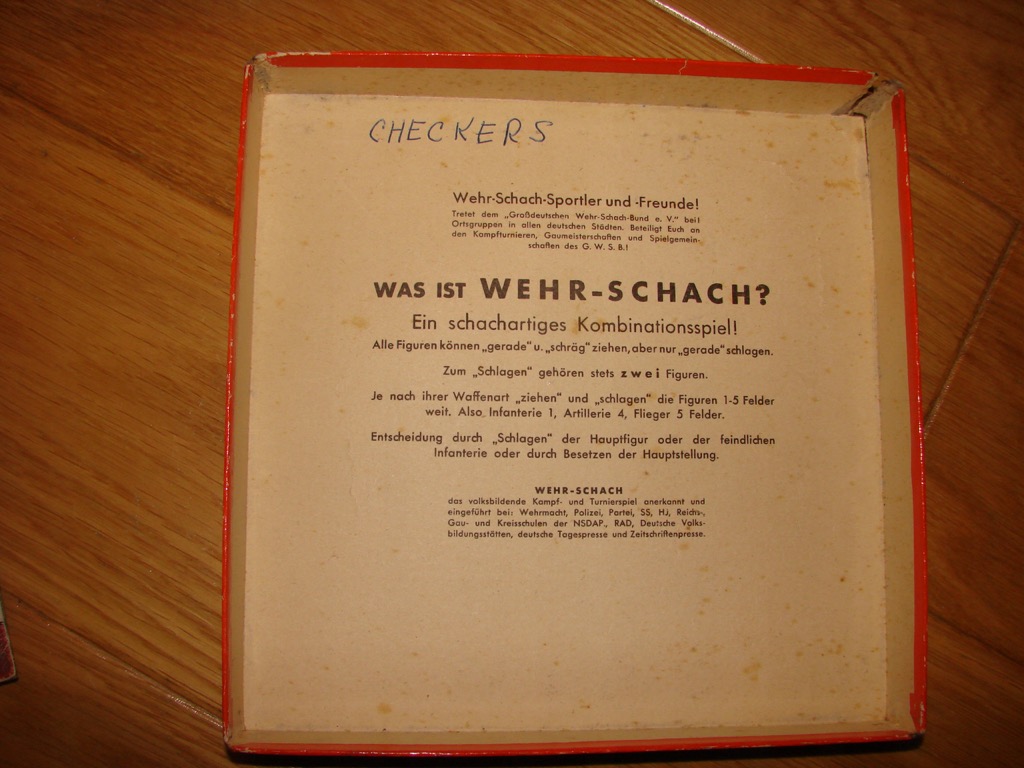 CHECKERS
Wehr-Schach-Sportler und -Freunde!
Tretet dem „Großdeutschen Wehr-Schach-Bund e. V.“ bei!
Ortsgruppen in allen deutschen Städten. Beteiligt Euch an
den Kampfturnieren, Gaumeisterschaften und Spielgemein-
schaften des G. W. S. B.!
WAS IST WEHR-SCHACH?
Ein schachartiges Kombinationsspiel!
Alle Figuren können „gerade“ u. „schräg“ ziehen, aber nur „gerade“ schlagen.
Zum „Schlagen“ gehören stets zwei Figuren.
Je nach ihrer Waffenart „ziehen“ und „schlagen“ die Figuren 1-5 Felder
weit. Also Infanterie 1, Artillerie 4, Flieger 5 Felder.
Entscheidung durch „Schlagen“ der Hauptfigur oder der feindlichen
Infanterie oder durch Besetzen der Hauptstellung.
WEHR-SCHACH
das volksbildende Kampf- und Turnierspiel anerkannt und
eingeführt bei: Wehrmacht, Polizei, Partei, SS, HJ, Reichs-,
Gau- und Kreisschulen der NSDAP., RAD, Deutsche Volks-
bildungsstätten, deutsche Tagespresse und Zeitschriftenpresse.